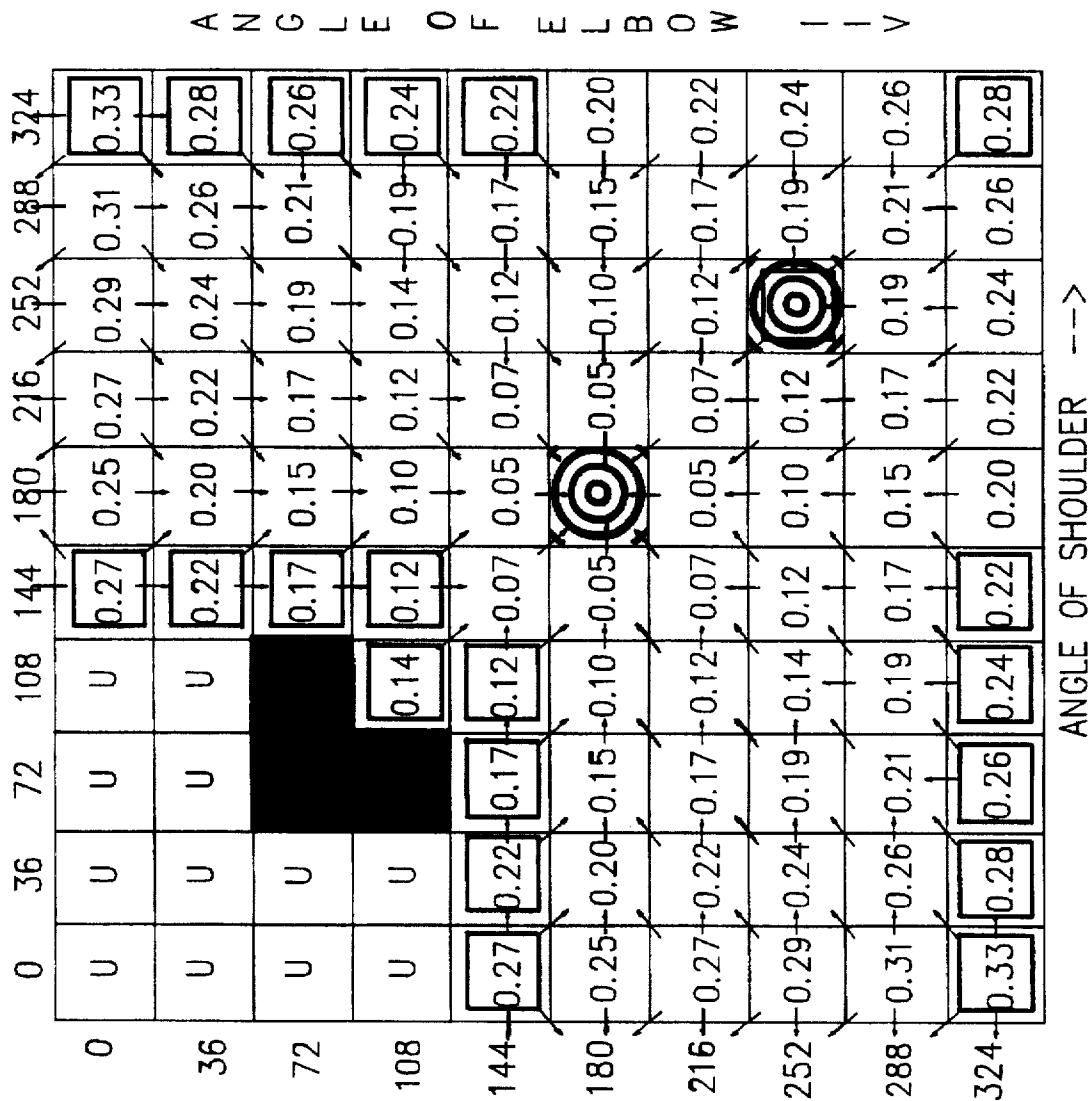 0 36 72 108 144 180 216 252 288 324
0 U U U U 0.27 0.25 0.27 0.29 0.31 0.33
36 U U U U 0.22 0.20 0.22 0.24 0.26 0.28
72 U U 0.17 0.15 0.17 0.19 0.21 0.26
108 U U 0.14 0.12 0.10 0.12 0.14 0.19 0.24
144 0.27 0.22 0.17 0.12 0.07 0.05 0.07 0.12 0.17 0.22
180 0.25 0.20 0.15 0.10 0.05 0.05 0.10 0.15 0.20
216 0.27 0.22 0.17 0.12 0.07 0.05 0.07 0.12 0.17 0.22
252 0.29 0.24 0.19 0.14 0.12 0.10 0.12 0.19 0.24
288 0.31 0.26 0.21 0.19 0.17 0.15 0.17 0.19 0.21 0.26
324 0.33 0.28 0.26 0.24 0.22 0.20 0.22 0.24 0.26 0.28
ANGLE OF ELBOW -->
ANGLE OF SHOULDER -->